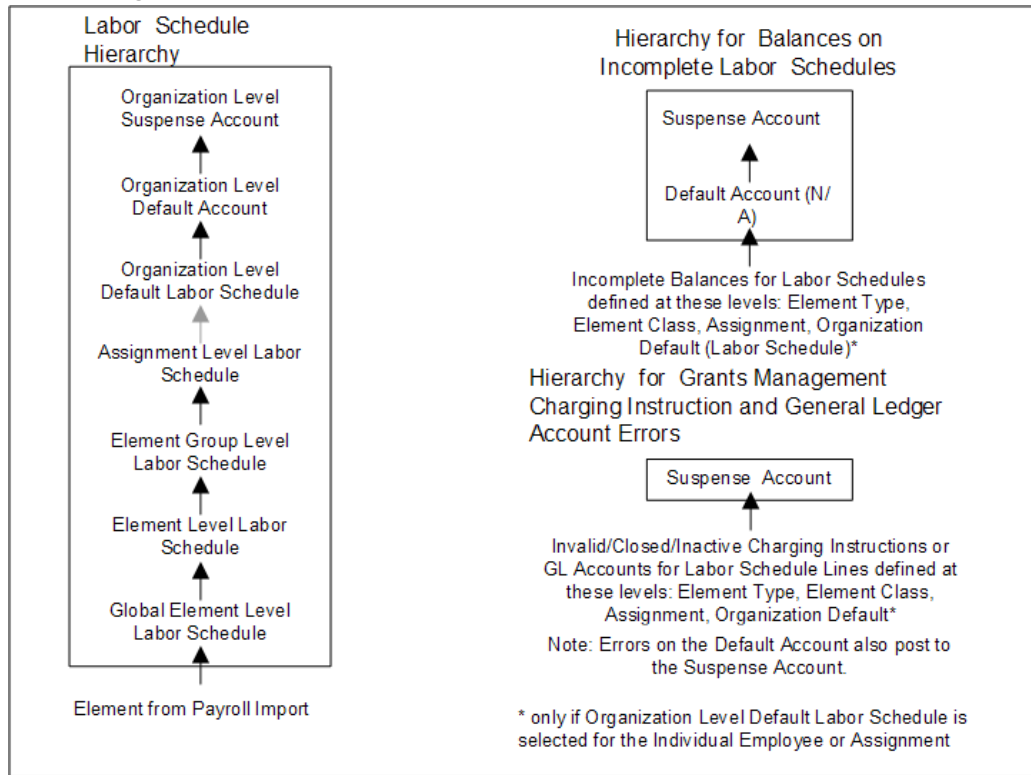 Labor Schedule
Hierarchy
Organization Level
Suspense Account
Organization Level
Default Account
Organization Level
Default Labor Schedule
Assignment Level Labor
Schedule
Element Group Level
Labor Schedule
Element Level Labor
Schedule
Global Element Level
Labor Schedule
Element from Payroll Import
Hierarchy for Balances on
Incomplete Labor Schedules
Suspense Account
Default Account (N/
A)
Incomplete Balances for Labor Schedules
defined at these levels: Element Type,
Element Class, Assignment, Organization
Default (Labor Schedule)*
Hierarchy for Grants Management
Charging Instruction and General Ledger
Account Errors
Suspense Account
Invalid/Closed/Inactive Charging Instructions or
GL Accounts for Labor Schedule Lines defined at
these levels: Element Type, Element Class,
Assignment, Organization Default*
Note: Errors on the Default Account also post to
the Suspense Account.
* only if Organization Level Default Labor Schedule is
selected for the Individual Employee or Assignment